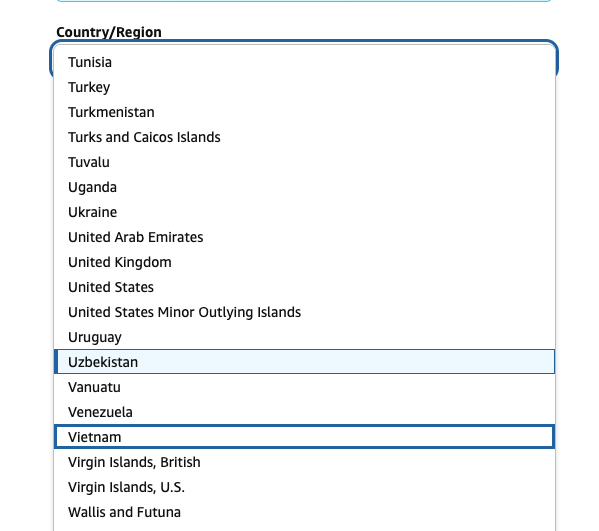 Country/Region
Tunisia
Turkey
Turkmenistan
Turks and Caicos Islands
Tuvalu
Uganda
Ukraine
United Arab Emirates
United Kingdom
United States
United States Minor Outlying Islands
Uruguay
Uzbekistan
Vanuatu
Venezuela
Vietnam
Virgin Islands, British
Virgin Islands, U.S.
Wallis and Futuna